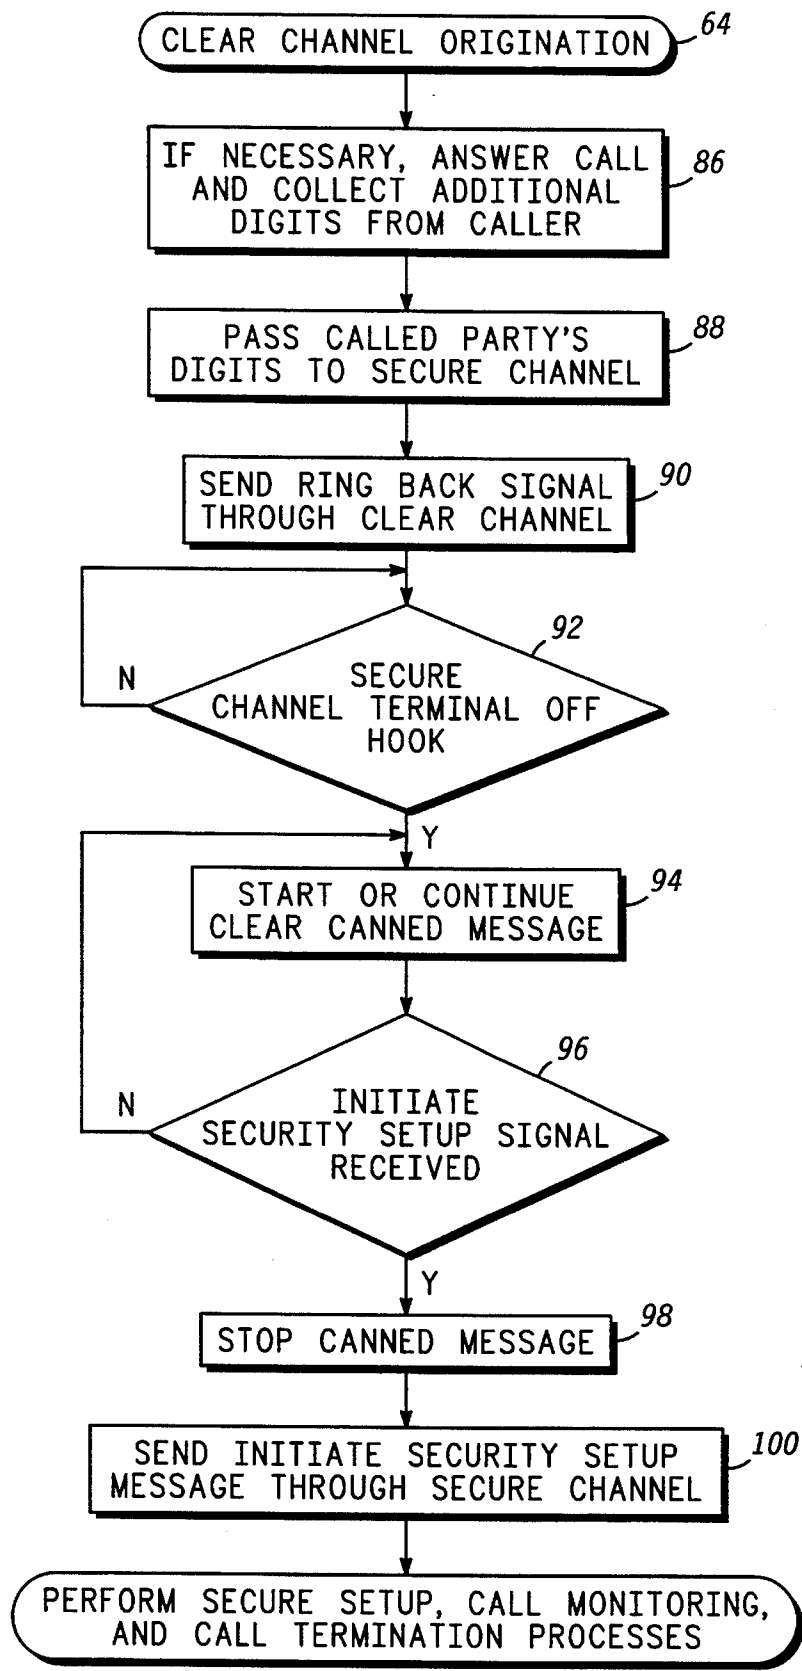 CLEAR CHANNEL ORIGINATION
64
IF NECESSARY, ANSWER CALL
AND COLLECT ADDITIONAL
DIGITS FROM CALLER
86
PASS CALLED PARTY'S
DIGITS TO SECURE CHANNEL
88
SEND RING BACK SIGNAL
THROUGH CLEAR CHANNEL
90
92
SECURE
CHANNEL TERMINAL OFF
HOOK
N
Y
START OR CONTINUE
CLEAR CANNED MESSAGE
94
96
INITIATE
SECURITY SETUP SIGNAL
RECEIVED
N
Y
STOP CANNED MESSAGE
98
SEND INITIATE SECURITY SETUP
MESSAGE THROUGH SECURE CHANNEL
100
PERFORM SECURE SETUP, CALL MONITORING,
AND CALL TERMINATION PROCESSES